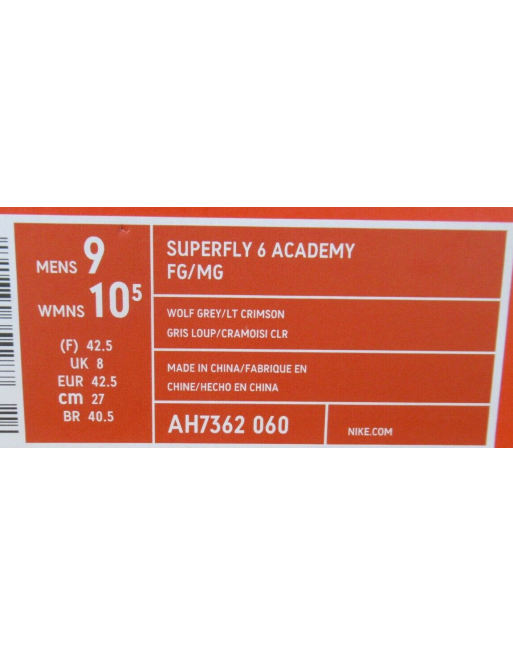 MENS 9
WMNS 10⁵
(F) 42.5
UK 8
EUR 42.5
cm 27
BR 40.5
SUPERFLY 6 ACADEMY
FG/MG
WOLF GREY/LT CRIMSON
GRIS LOUP/CRAMOISI CLR
MADE IN CHINA/FABRIQUE EN
CHINE/HECHO EN CHINA
AH7362 060
NIKE.COM